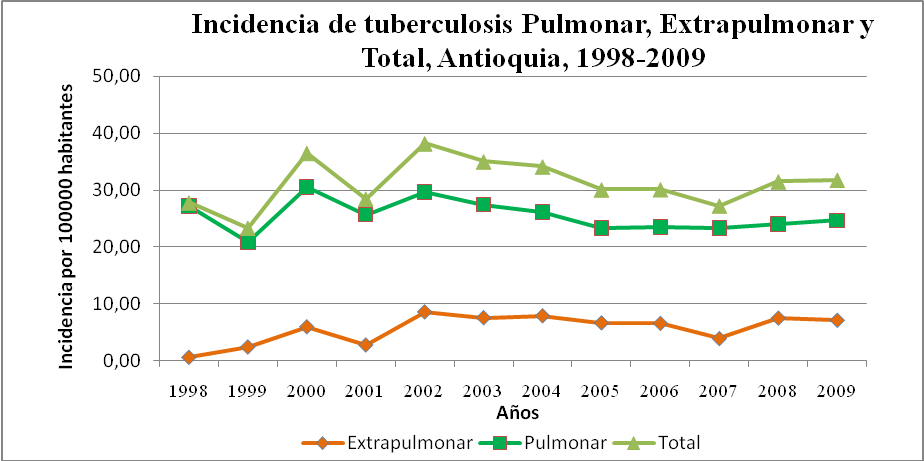 Incidencia de tuberculosis Pulmonar, Extrapulmonar y
Total, Antioquia, 1998-2009
Incidencia por 100000 habitantes
50,00
40,00
30,00
20,00
10,00
0,00
1998 1999 2000 2001 2002 2003 2004 2005 2006 2007 2008 2009
Años
Extrapulmonar Pulmonar Total